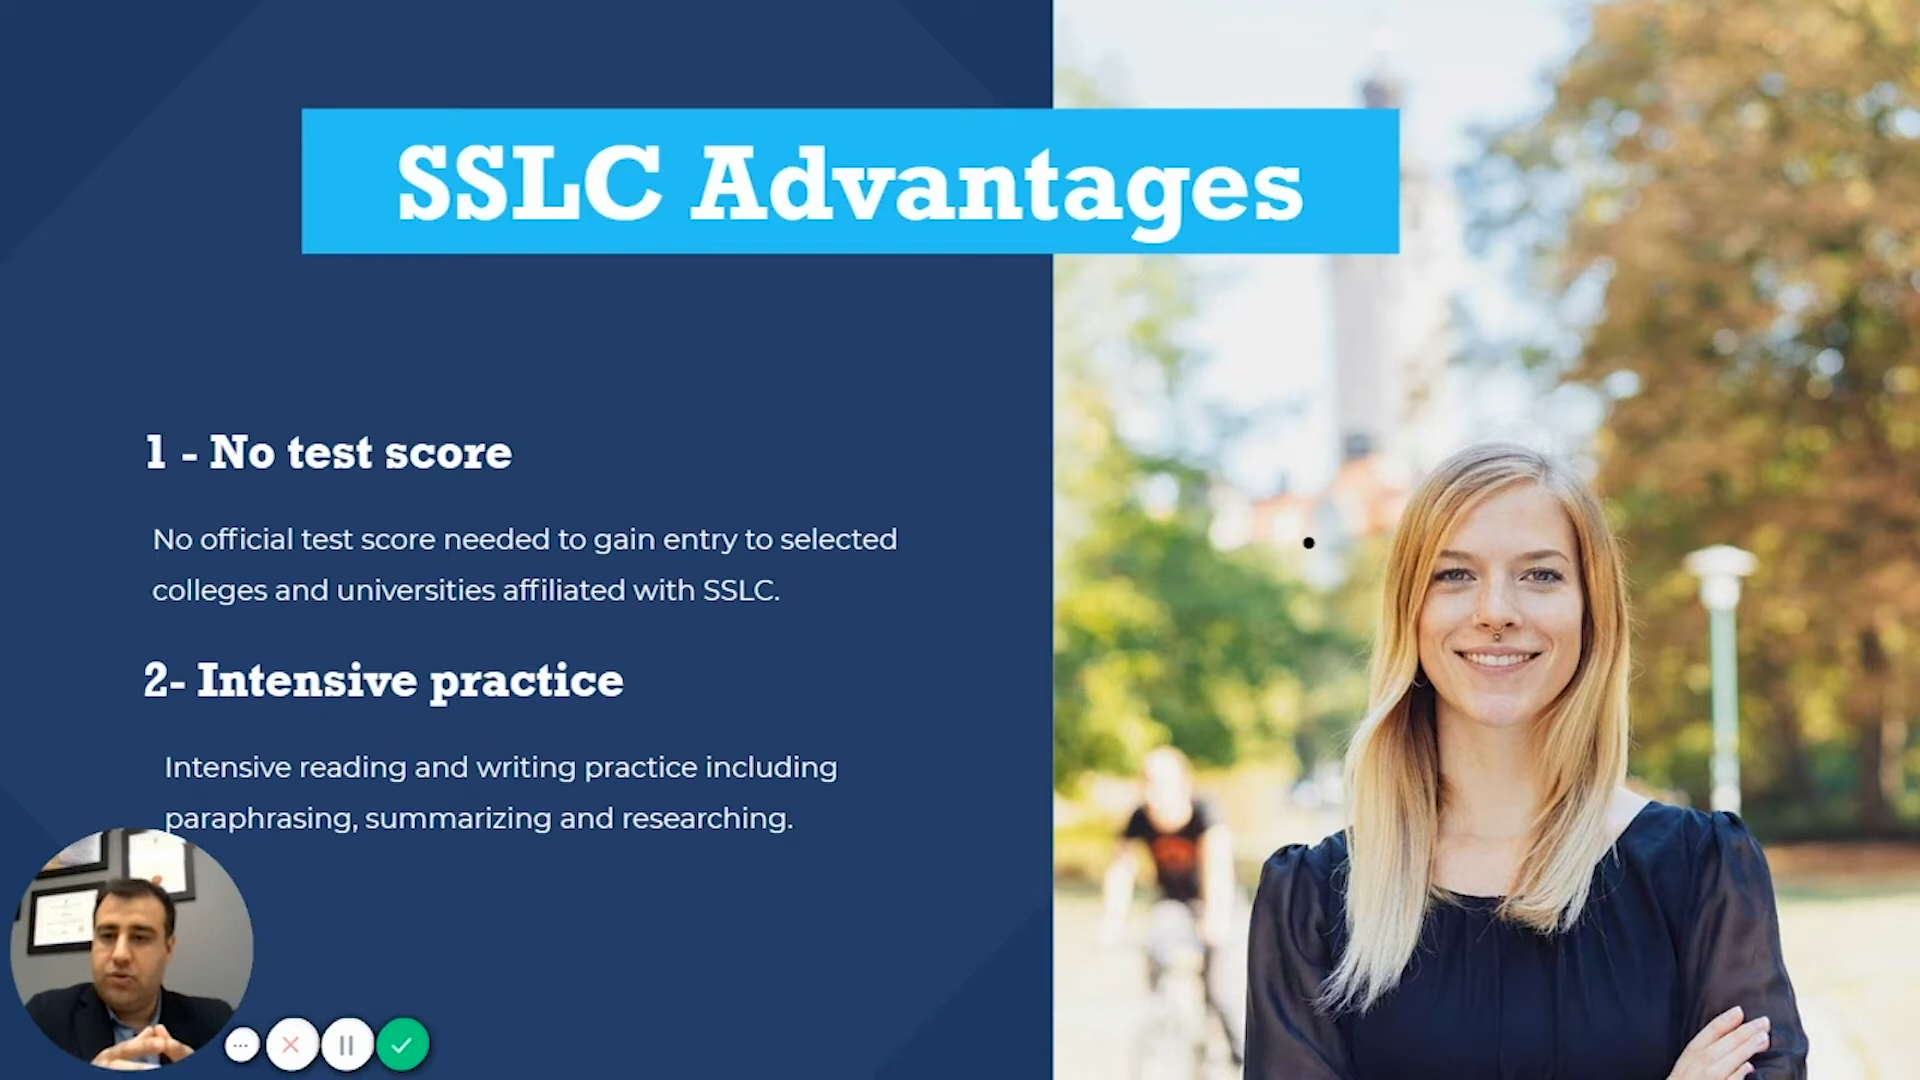 SSLC Advantages
1 - No test score
No official test score needed to gain entry to selected
colleges and universities affiliated with SSLC.
2- Intensive practice
Intensive reading and writing practice including
paraphrasing, summarizing and researching.